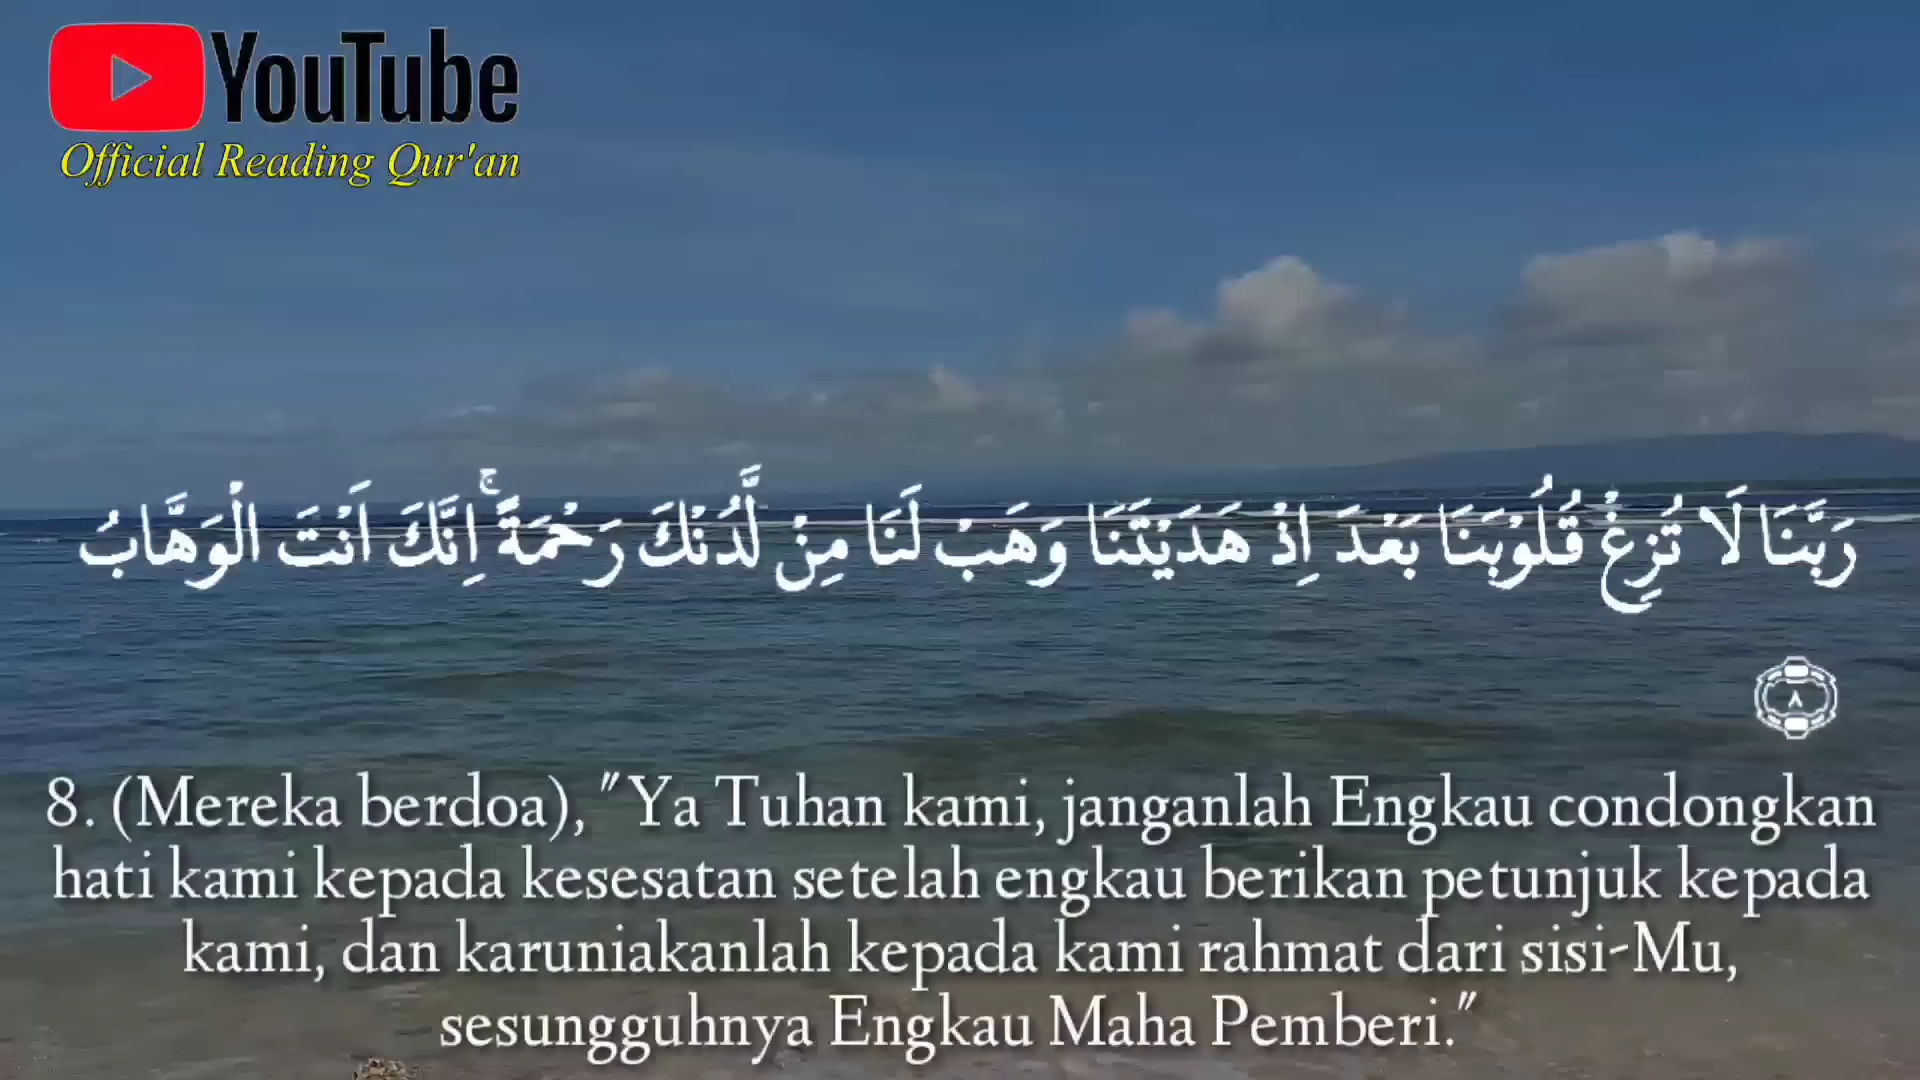 YouTube
Official Reading Qur'an
رَبَّنَا لَا تُزِغْ قُلُوْبَنَا بَعْدَ اِذْ هَدَيْتَنَا وَهَبْ لَنَا مِنْ لَّدُنْكَ رَحْمَةً ۚاِنَّكَ اَنْتَ الْوَهَّابُ
٨
8. (Mereka berdoa), "Ya Tuhan kami, janganlah Engkau condongkan
hati kami kepada kesesatan setelah engkau berikan petunjuk kepada
kami, dan karuniakanlah kepada kami rahmat dari sisi-Mu,
sesungguhnya Engkau Maha Pemberi."